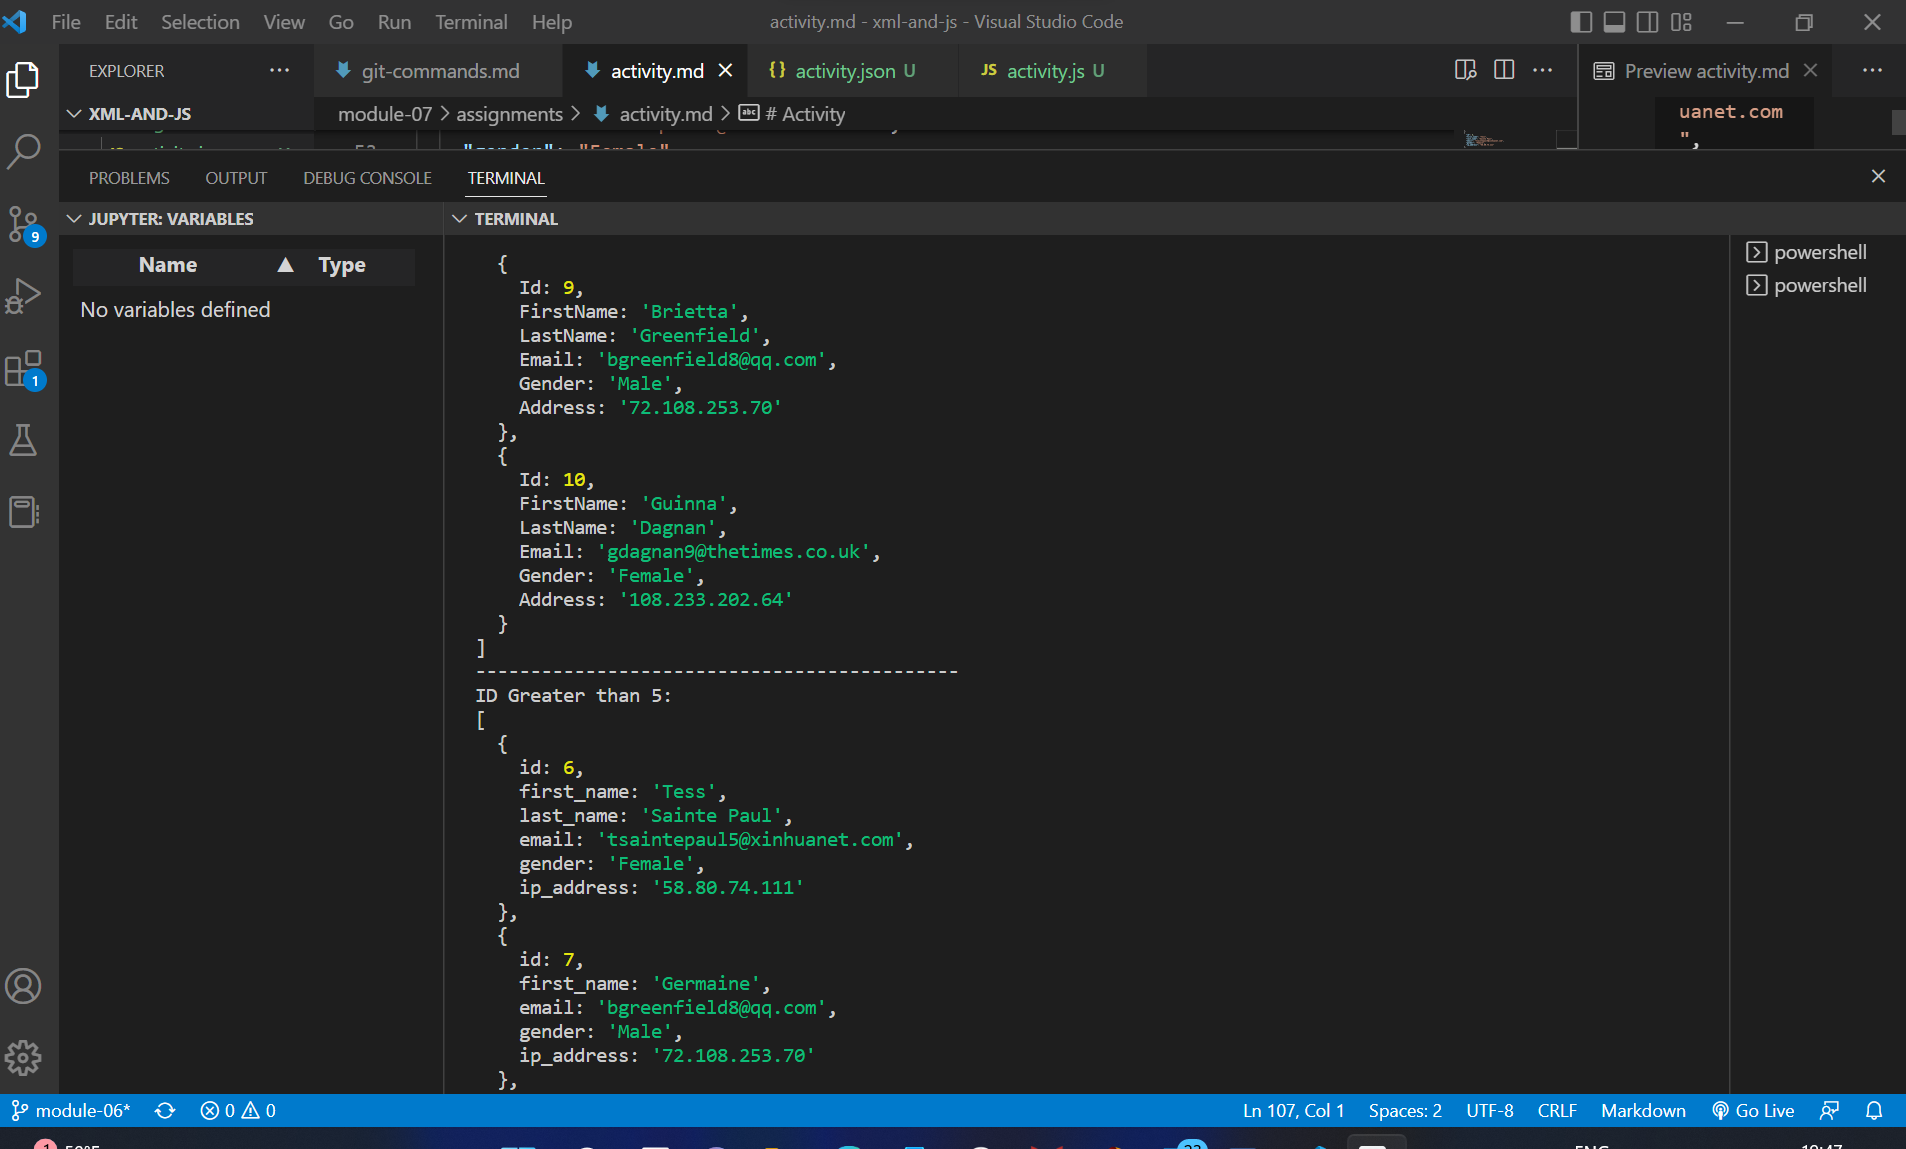 File Edit Selection View Go Run Terminal Help
activity.md - xml-and-js - Visual Studio Code
EXPLORER
git-commands.md
activity.md
{} activity.json U
JS activity.js U
Preview activity.md
XML-AND-JS
module-07 > assignments > activity.md > # Activity
uanet.com
",
PROBLEMS OUTPUT DEBUG CONSOLE TERMINAL
JUPYTER: VARIABLES
Name Type
No variables defined
TERMINAL
{
Id: 9,
FirstName: 'Brietta',
LastName: 'Greenfield',
Email: 'bgreenfield8@qq.com',
Gender: 'Male',
Address: '72.108.253.70'
},
{
Id: 10,
FirstName: 'Guinna',
LastName: 'Dagnan',
Email: 'gdagnan9@thetimes.co.uk',
Gender: 'Female',
Address: '108.233.202.64'
}
]
--------------------------------------------
ID Greater than 5:
[
{
id: 6,
first_name: 'Tess',
last_name: 'Sainte Paul',
email: 'tsaintepaul5@xinhuanet.com',
gender: 'Female',
ip_address: '58.80.74.111'
},
{
id: 7,
first_name: 'Germaine',
email: 'bgreenfield8@qq.com',
gender: 'Male',
ip_address: '72.108.253.70'
},
powershell
powershell
9
1
module-06* 0 0
Ln 107, Col 1 Spaces: 2 UTF-8 CRLF Markdown Go Live